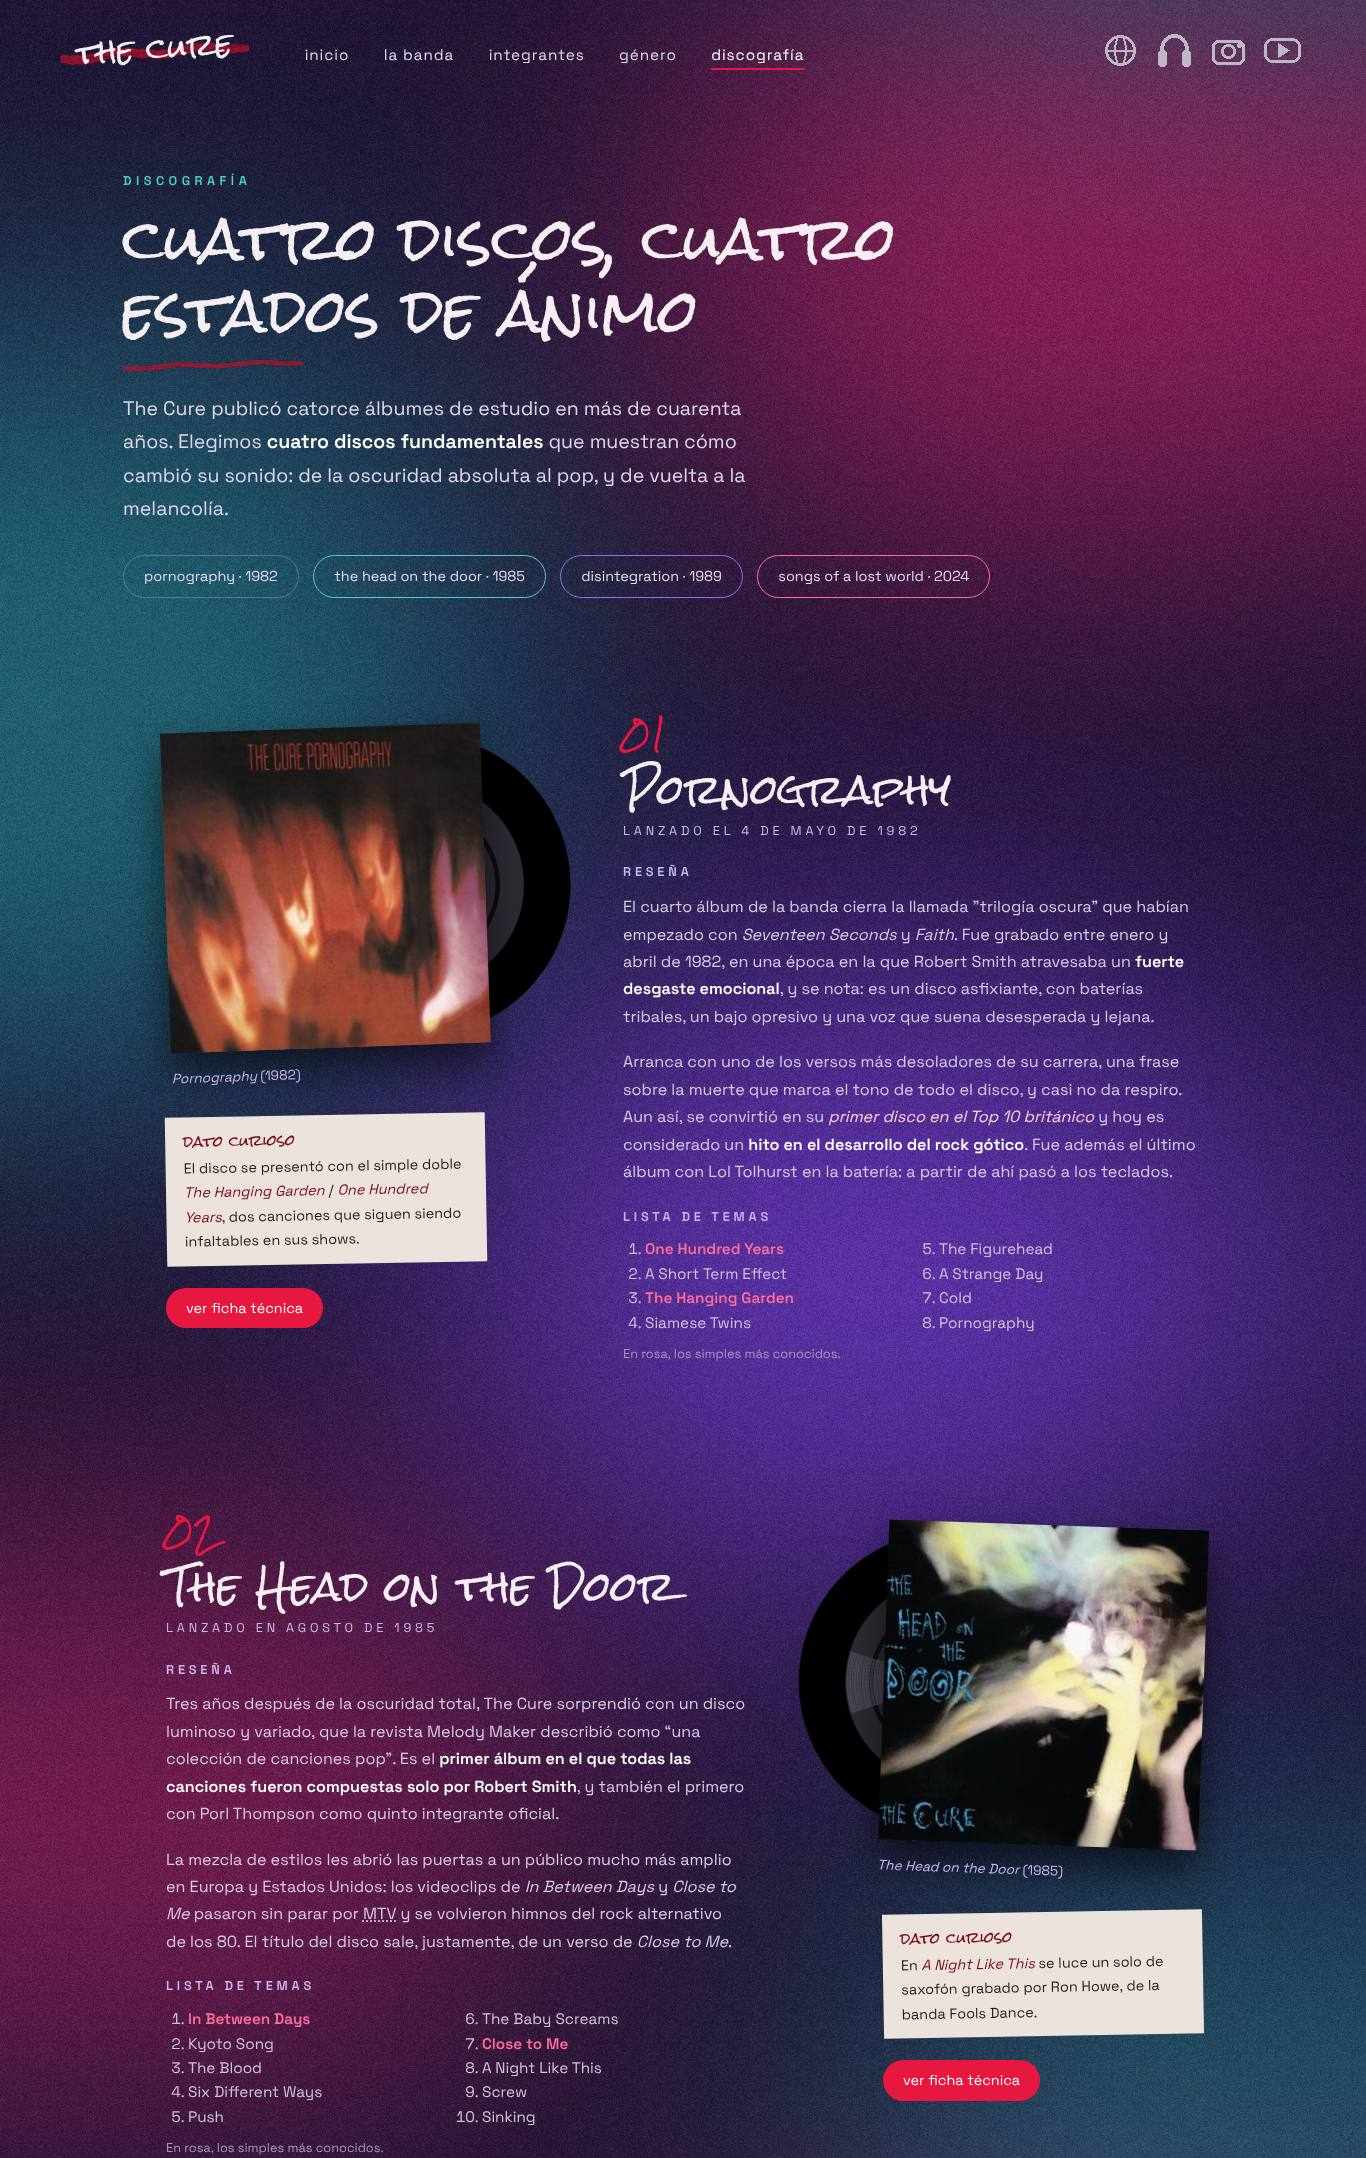 THE CURE
inicio la banda integrantes género discografía
DISCOGRAFÍA
CUATRO DISCOS, CUATRO
ESTADOS DE ÁNIMO
The Cure publicó catorce álbumes de estudio en más de cuarenta
años. Elegimos cuatro discos fundamentales que muestran cómo
cambió su sonido: de la oscuridad absoluta al pop, y de vuelta a la
melancolía.
pornography · 1982 the head on the door · 1985 disintegration · 1989 songs of a lost world · 2024
THE CURE PORNOGRAPHY
Pornography (1982)
DATO CURIOSO
El disco se presentó con el simple doble
The Hanging Garden / One Hundred
Years, dos canciones que siguen siendo
infaltables en sus shows.
ver ficha técnica
01
PORNOGRAPHY
LANZADO EL 4 DE MAYO DE 1982
RESEÑA
El cuarto álbum de la banda cierra la llamada ”trilogía oscura” que habían
empezado con Seventeen Seconds y Faith. Fue grabado entre enero y
abril de 1982, en una época en la que Robert Smith atravesaba un fuerte
desgaste emocional, y se nota: es un disco asfixiante, con baterías
tribales, un bajo opresivo y una voz que suena desesperada y lejana.
Arranca con uno de los versos más desoladores de su carrera, una frase
sobre la muerte que marca el tono de todo el disco, y casi no da respiro.
Aun así, se convirtió en su primer disco en el Top 10 británico y hoy es
considerado un hito en el desarrollo del rock gótico. Fue además el último
álbum con Lol Tolhurst en la batería: a partir de ahí pasó a los teclados.
LISTA DE TEMAS
1. One Hundred Years
2. A Short Term Effect
3. The Hanging Garden
4. Siamese Twins
5. The Figurehead
6. A Strange Day
7. Cold
8. Pornography
En rosa, los simples más conocidos.
02
THE HEAD ON THE DOOR
LANZADO EN AGOSTO DE 1985
RESEÑA
Tres años después de la oscuridad total, The Cure sorprendió con un disco
luminoso y variado, que la revista Melody Maker describió como “una
colección de canciones pop”. Es el primer álbum en el que todas las
canciones fueron compuestas solo por Robert Smith, y también el primero
con Porl Thompson como quinto integrante oficial.
La mezcla de estilos les abrió las puertas a un público mucho más amplio
en Europa y Estados Unidos: los videoclips de In Between Days y Close to
Me pasaron sin parar por MTV y se volvieron himnos del rock alternativo
de los 80. El título del disco sale, justamente, de un verso de Close to Me.
LISTA DE TEMAS
1. In Between Days
2. Kyoto Song
3. The Blood
4. Six Different Ways
5. Push
6. The Baby Screams
7. Close to Me
8. A Night Like This
9. Screw
10. Sinking
En rosa, los simples más conocidos.
THE
HEAD ON
THE
DOOR
THE CURE
The Head on the Door (1985)
DATO CURIOSO
En A Night Like This se luce un solo de
saxofón grabado por Ron Howe, de la
banda Fools Dance.
ver ficha técnica